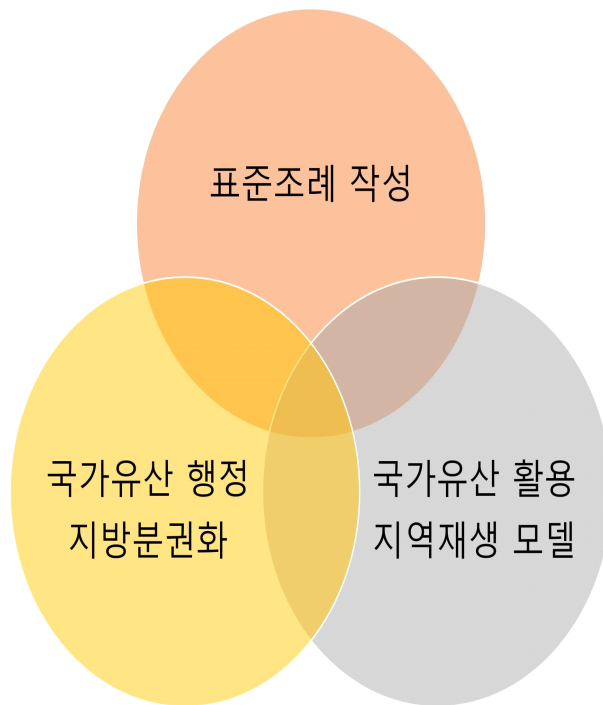 표준조례 작성
국가유산 행정
지방분권화
국가유산 활용
지역재생 모델